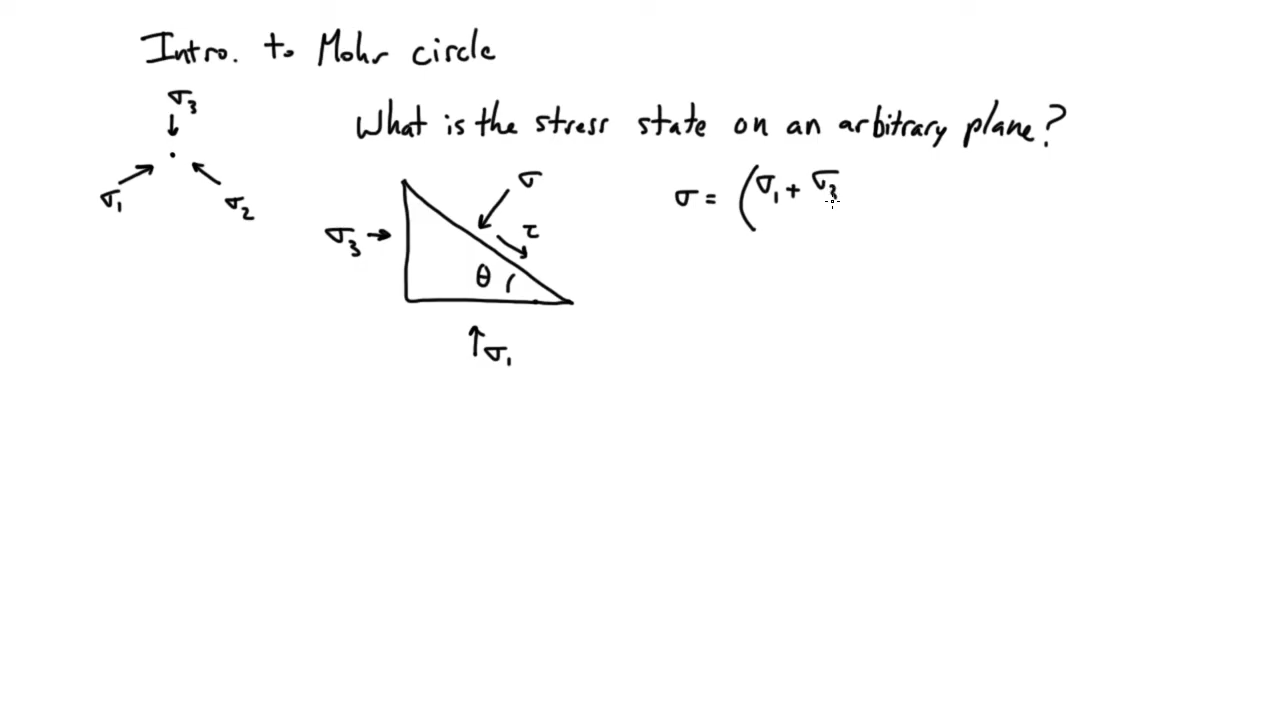 Intro. to Mohr circle
σ₃
What is the stress state on an arbitrary plane?
σ₁
σ₂
σ
σ = (σ₁ + σ₃
σ₃
τ
θ
σ₁